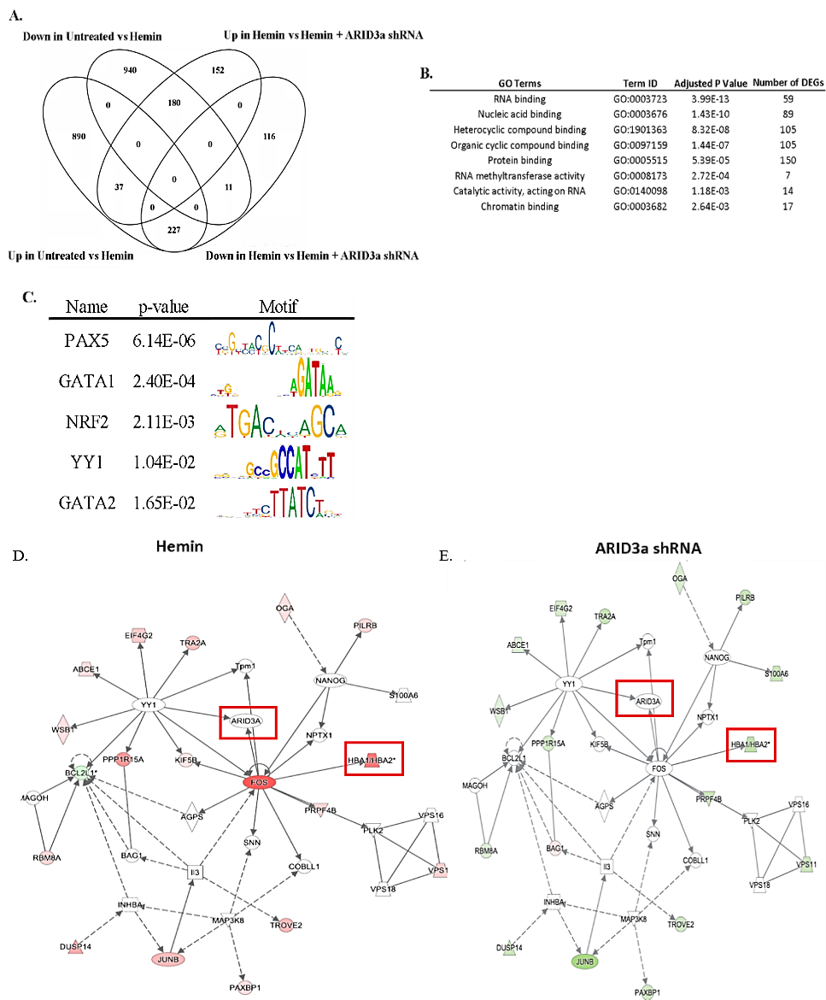 A.
Down in Untreated vs Hemin
Up in Hemin vs Hemin + ARID3a shRNA
940
152
0
180
0
890
0
0
116
37
0
11
0
0
227
Up in Untreated vs Hemin
Down in Hemin vs Hemin + ARID3a shRNA
B.
GO Terms Term ID Adjusted P Value Number of DEGs
RNA binding GO:0003723 3.99E-13 59
Nucleic acid binding GO:0003676 1.43E-10 89
Heterocyclic compound binding GO:1901363 8.32E-08 105
Organic cyclic compound binding GO:0097159 1.44E-07 105
Protein binding GO:0005515 5.39E-05 150
RNA methyltransferase activity GO:0008173 2.72E-04 7
Catalytic activity, acting on RNA GO:0140098 1.18E-03 14
Chromatin binding GO:0003682 2.64E-03 17
C.
Name p-value Motif
PAX5 6.14E-06
GATA1 2.40E-04
GATAA
NRF2 2.11E-03
TGAC AGCA
YY1 1.04E-02
GCCGCCAT TT
GATA2 1.65E-02
TTATCT
D.
Hemin
OGA
EIF4G2
TRA2A
PILRB
ABCE1
Tpm1
NANOG
S100A6
YY1
ARID3A
WSB1
NPTX1
PPP1R15A
KIF5B
HBA1/HBA2*
BCL2L1*
FOS
MAGOH
AGPS
PRPF4B
VPS16
PLK2
SNN
RBM8A
BAG1
COBLL1
VPS1
Il3
VPS18
INHBA
MAP3K8
TROVE2
DUSP14
JUNB
PAXBP1
E.
ARID3A shRNA
OGA
EIF4G2
TRA2A
PILRB
ABCE1
Tpm1
NANOG
S100A6
YY1
ARID3A
WSB1
NPTX1
PPP1R15A
KIF5B
HBA1/HBA2*
BCL2L1
FOS
MAGOH
AGPS
PRPF4B
VPS16
PLK2
SNN
RBM8A
BAG1
COBLL1
VPS11
Il3
VPS18
INHBA
MAP3K8
TROVE2
DUSP14
JUNB
PAXBP1